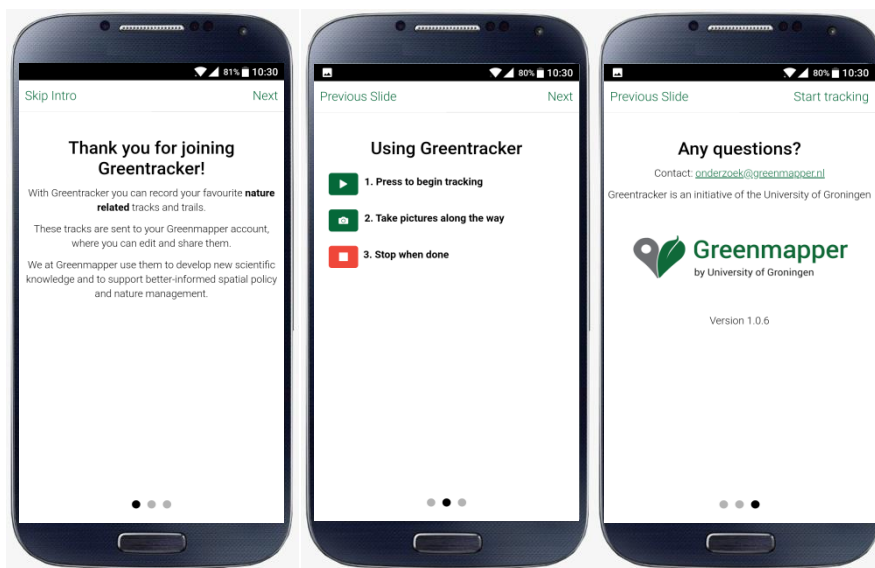 81% 10:30
Skip Intro Next
Thank you for joining
Greentracker!
With Greentracker you can record your favourite nature
related tracks and trails.
These tracks are sent to your Greenmapper account,
where you can edit and share them.
We at Greenmapper use them to develop new scientific
knowledge and to support better-informed spatial policy
and nature management.
80% 10:30
Previous Slide Next
Using Greentracker
1. Press to begin tracking
2. Take pictures along the way
3. Stop when done
80% 10:30
Previous Slide Start tracking
Any questions?
Contact: onderzoek@greenmapper.nl
Greentracker is an initiative of the University of Groningen
Greenmapper
by University of Groningen
Version 1.0.6